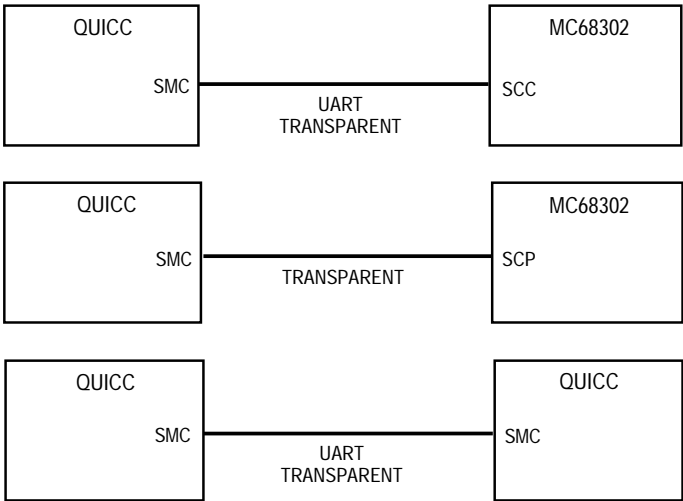 QUICC
MC68302
SMC
SCC
UART
TRANSPARENT
QUICC
MC68302
SMC
SCP
TRANSPARENT
QUICC
QUICC
SMC
SMC
UART
TRANSPARENT